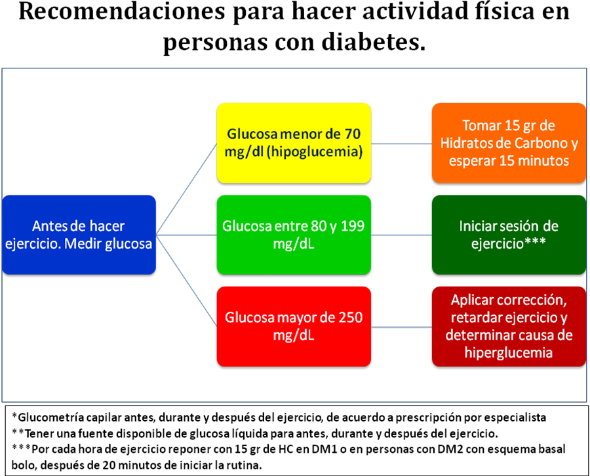 Recomendaciones para hacer actividad física en
personas con diabetes.
Glucosa menor de 70
mg/dl (hipoglucemia)
Tomar 15 gr de
Hidratos de Carbono y
esperar 15 minutos
Antes de hacer
ejercicio. Medir glucosa
Glucosa entre 80 y 199
mg/dL
Iniciar sesión de
ejercicio***
Glucosa mayor de 250
mg/dL
Aplicar corrección,
retardar ejercicio y
determinar causa de
hiperglucemia
*Glucometría capilar antes, durante y después del ejercicio, de acuerdo a prescripción por especialista
**Tener una fuente disponible de glucosa líquida para antes, durante y después del ejercicio.
***Por cada hora de ejercicio reponer con 15 gr de HC en DM1 o en personas con DM2 con esquema basal
bolo, después de 20 minutos de iniciar la rutina.